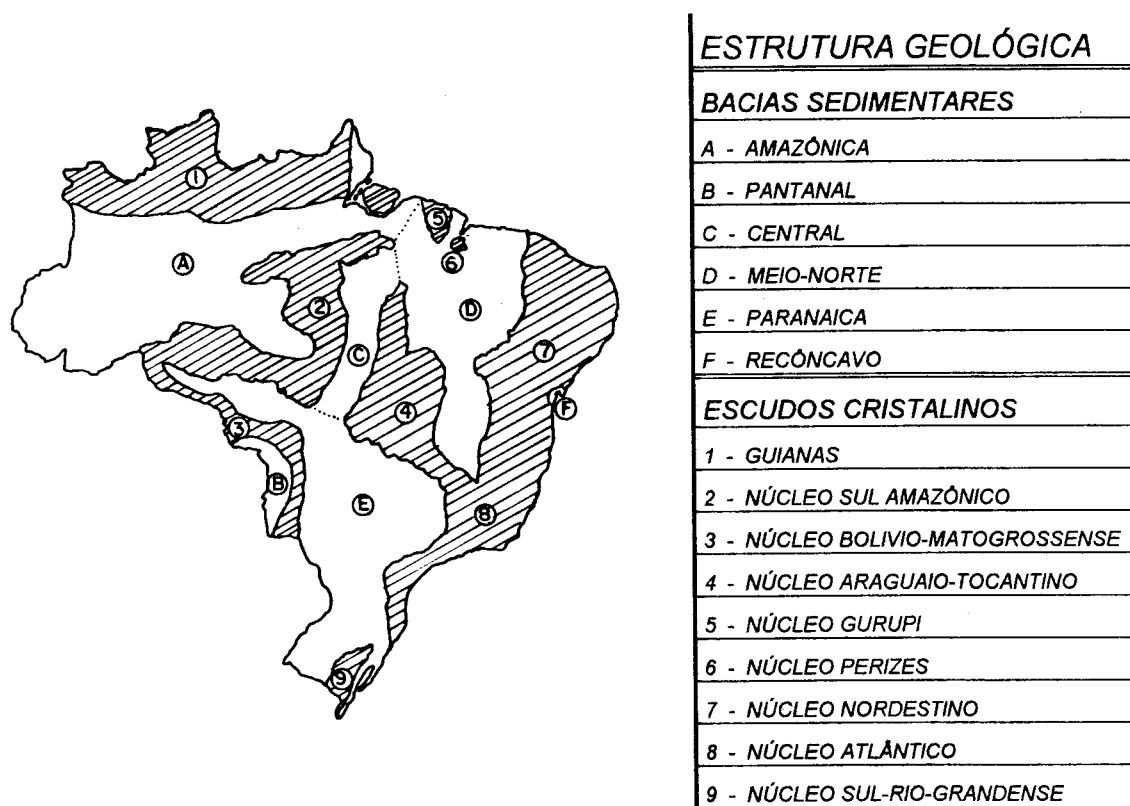 ESTRUTURA GEOLÓGICA
BACIAS SEDIMENTARES
A - AMAZÔNICA
B - PANTANAL
C - CENTRAL
D - MEIO-NORTE
E - PARANAICA
F - RECÔNCAVO
ESCUDOS CRISTALINOS
1 - GUIANAS
2 - NÚCLEO SUL AMAZÔNICO
3 - NÚCLEO BOLIVIO-MATOGROSSENSE
4 - NÚCLEO ARAGUAIO-TOCANTINO
5 - NÚCLEO GURUPI
6 - NÚCLEO PERIZES
7 - NÚCLEO NORDESTINO
8 - NÚCLEO ATLÂNTICO
9 - NÚCLEO SUL-RIO-GRANDENSE
1
5
A
6
2
D
C
7
4
F
3
B
E
8
9